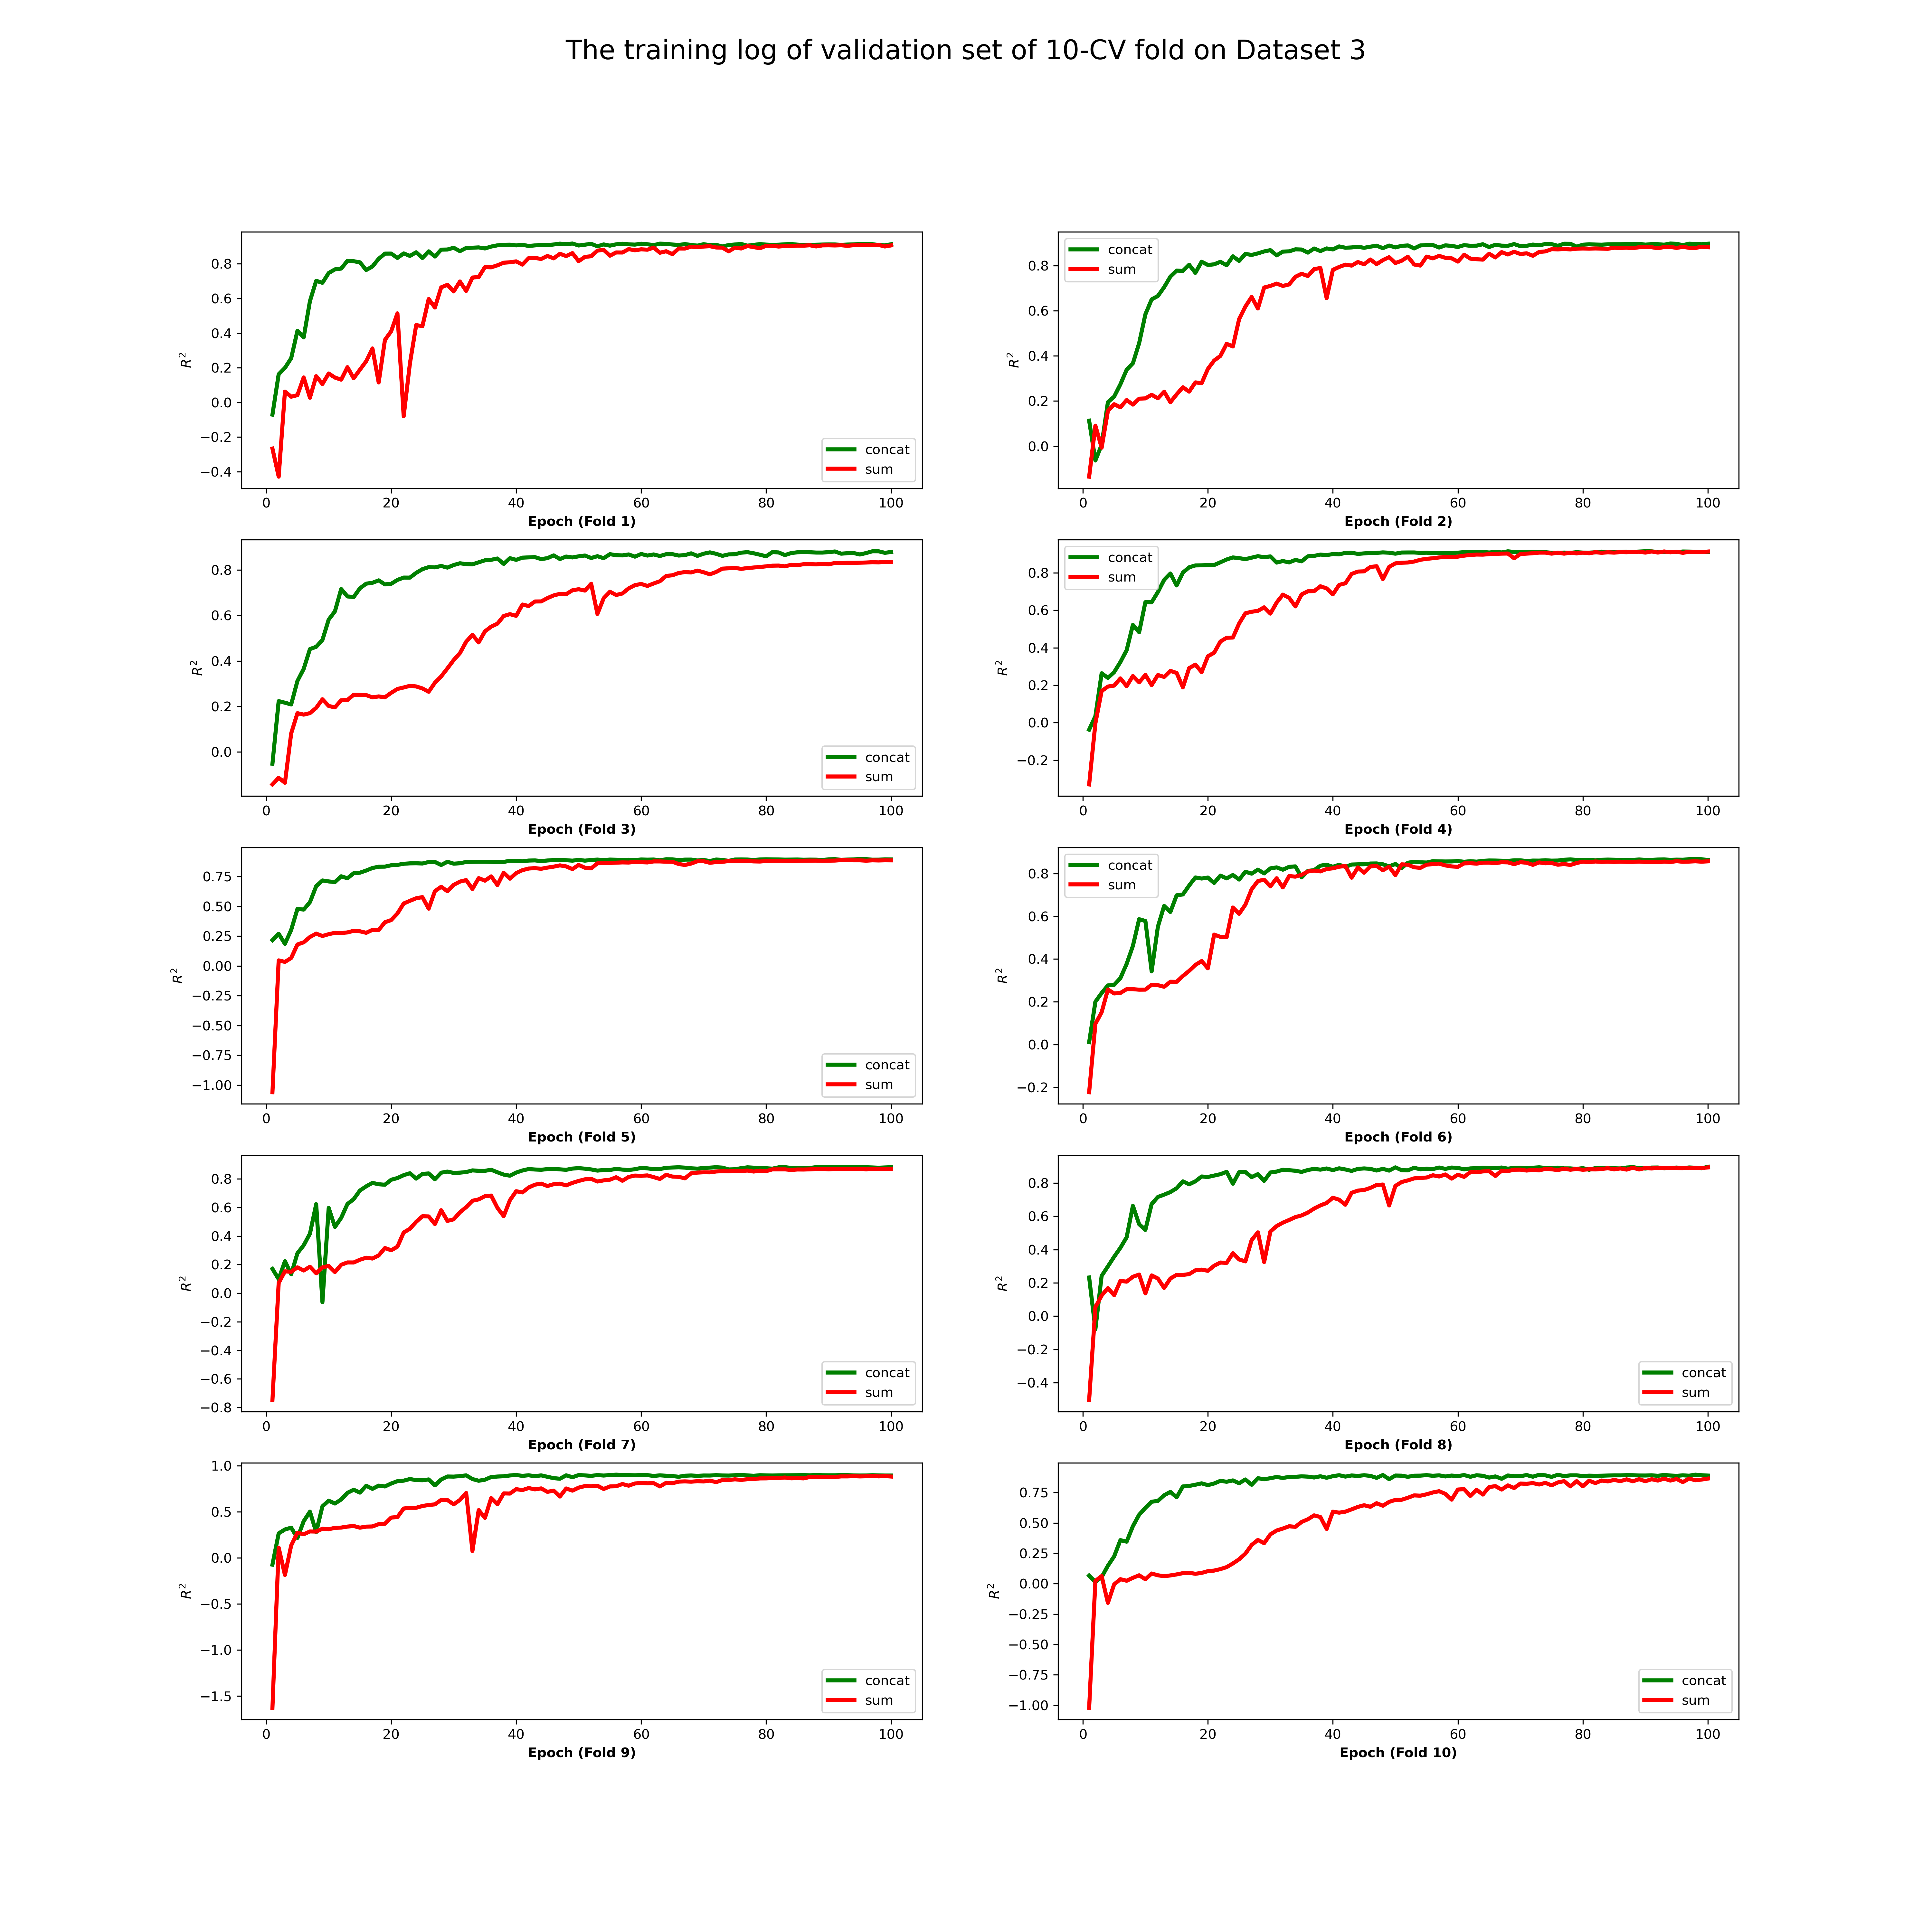 The training log of validation set of 10-CV fold on Dataset 3
0.8
0.6
0.4
0.2
0.0
−0.2
−0.4
R²
concat
sum
0 20 40 60 80 100
Epoch (Fold 1)
concat
sum
0.8
0.6
0.4
0.2
0.0
R²
0 20 40 60 80 100
Epoch (Fold 2)
0.8
0.6
0.4
0.2
0.0
R²
concat
sum
0 20 40 60 80 100
Epoch (Fold 3)
concat
sum
0.8
0.6
0.4
0.2
0.0
−0.2
R²
0 20 40 60 80 100
Epoch (Fold 4)
0.75
0.50
0.25
0.00
−0.25
−0.50
−0.75
−1.00
R²
concat
sum
0 20 40 60 80 100
Epoch (Fold 5)
concat
sum
0.8
0.6
0.4
0.2
0.0
−0.2
R²
0 20 40 60 80 100
Epoch (Fold 6)
0.8
0.6
0.4
0.2
0.0
−0.2
−0.4
−0.6
−0.8
R²
concat
sum
0 20 40 60 80 100
Epoch (Fold 7)
0.8
0.6
0.4
0.2
0.0
−0.2
−0.4
R²
concat
sum
0 20 40 60 80 100
Epoch (Fold 8)
1.0
0.5
0.0
−0.5
−1.0
−1.5
R²
concat
sum
0 20 40 60 80 100
Epoch (Fold 9)
0.75
0.50
0.25
0.00
−0.25
−0.50
−0.75
−1.00
R²
concat
sum
0 20 40 60 80 100
Epoch (Fold 10)